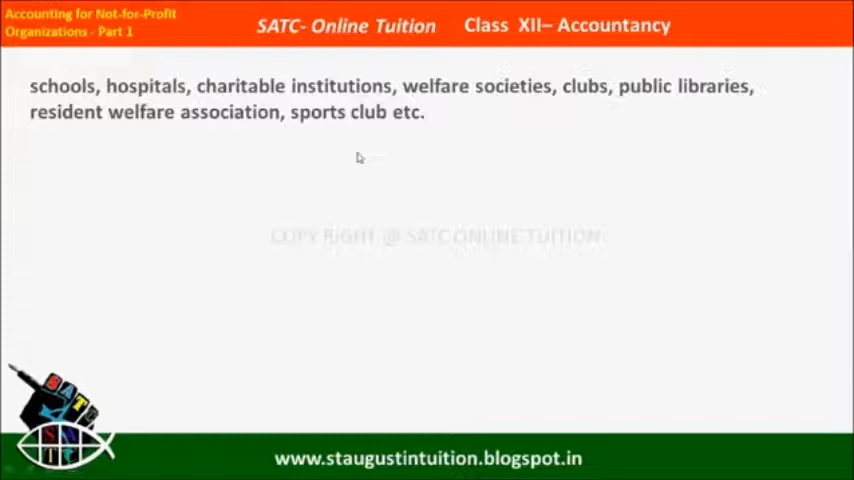 Accounting for Not-for-Profit
Organizations - Part 1
SATC- Online Tuition Class XII– Accountancy
schools, hospitals, charitable institutions, welfare societies, clubs, public libraries,
resident welfare association, sports club etc.
COPY RIGHT @ SATC ONLINE TUITION
SATC
SATC
www.staugustintuition.blogspot.in